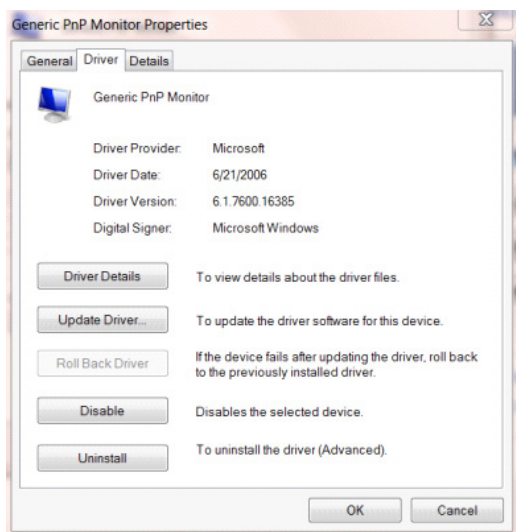 Generic PnP Monitor Properties
General Driver Details
Generic PnP Monitor
Driver Provider: Microsoft
Driver Date: 6/21/2006
Driver Version: 6.1.7600.16385
Digital Signer: Microsoft Windows
Driver Details To view details about the driver files.
Update Driver... To update the driver software for this device.
Roll Back Driver If the device fails after updating the driver, roll back
to the previously installed driver.
Disable Disables the selected device.
Uninstall To uninstall the driver (Advanced).
OK Cancel